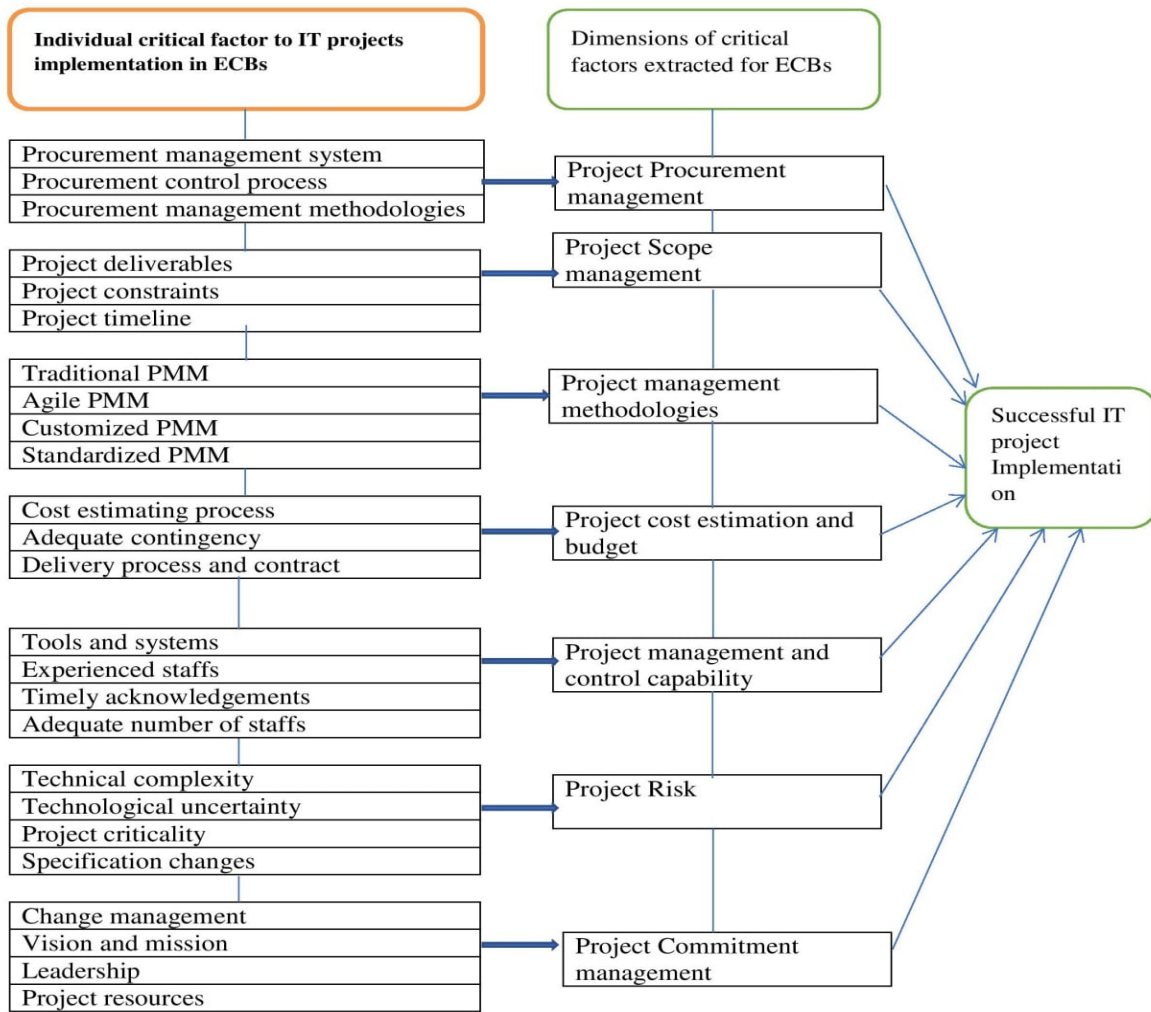 Individual critical factor to IT projects
implementation in ECBs
Dimensions of critical
factors extracted for ECBs
Procurement management system
Procurement control process
Procurement management methodologies
Project Procurement
management
Project deliverables
Project constraints
Project timeline
Project Scope
management
Traditional PMM
Agile PMM
Customized PMM
Standardized PMM
Project management
methodologies
Successful IT
project
Implementati
on
Cost estimating process
Adequate contingency
Delivery process and contract
Project cost estimation and
budget
Tools and systems
Experienced staffs
Timely acknowledgements
Adequate number of staffs
Project management and
control capability
Technical complexity
Technological uncertainty
Project criticality
Specification changes
Project Risk
Change management
Vision and mission
Leadership
Project resources
Project Commitment
management